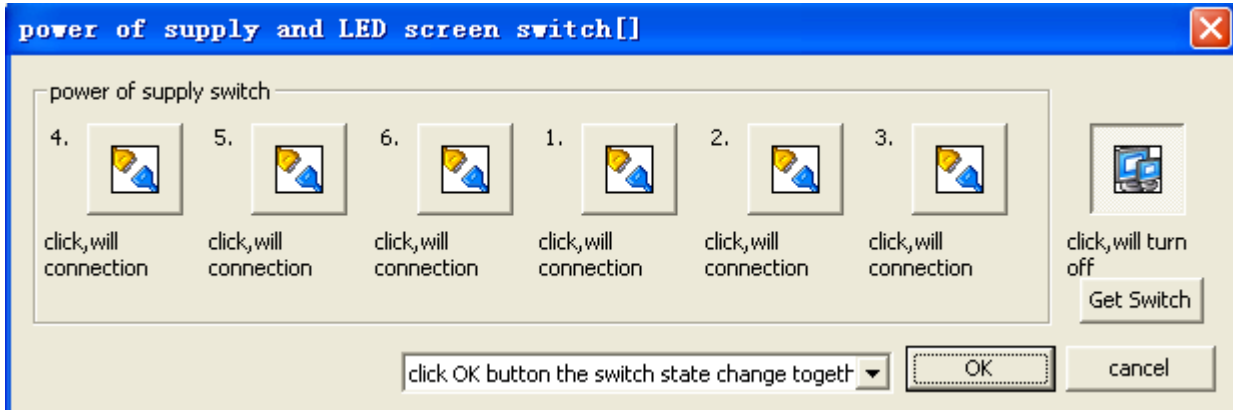 power of supply and LED screen switch[]
power of supply switch
4. 5. 6. 1. 2. 3.
click,will click,will click,will click,will click,will click,will click,will turn
connection connection connection connection connection connection off
Get Switch
click OK button the switch state change togeth OK cancel